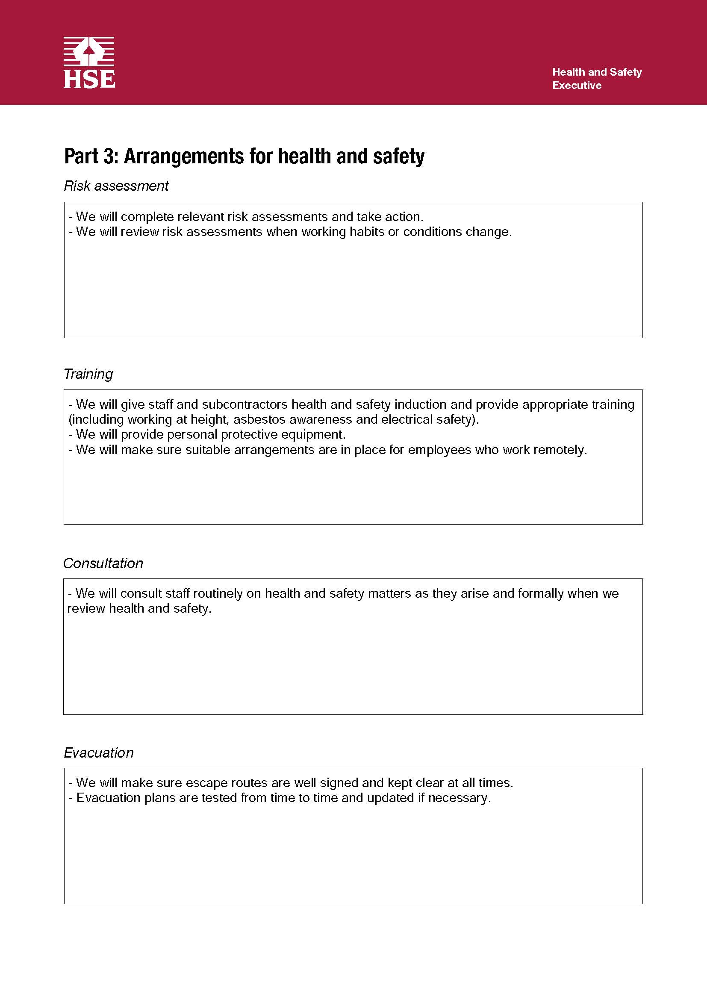 HSE
Health and Safety
Executive
Part 3: Arrangements for health and safety
Risk assessment
- We will complete relevant risk assessments and take action.
- We will review risk assessments when working habits or conditions change.
Training
- We will give staff and subcontractors health and safety induction and provide appropriate training
(including working at height, asbestos awareness and electrical safety).
- We will provide personal protective equipment.
- We will make sure suitable arrangements are in place for employees who work remotely.
Consultation
- We will consult staff routinely on health and safety matters as they arise and formally when we
review health and safety.
Evacuation
- We will make sure escape routes are well signed and kept clear at all times.
- Evacuation plans are tested from time to time and updated if necessary.